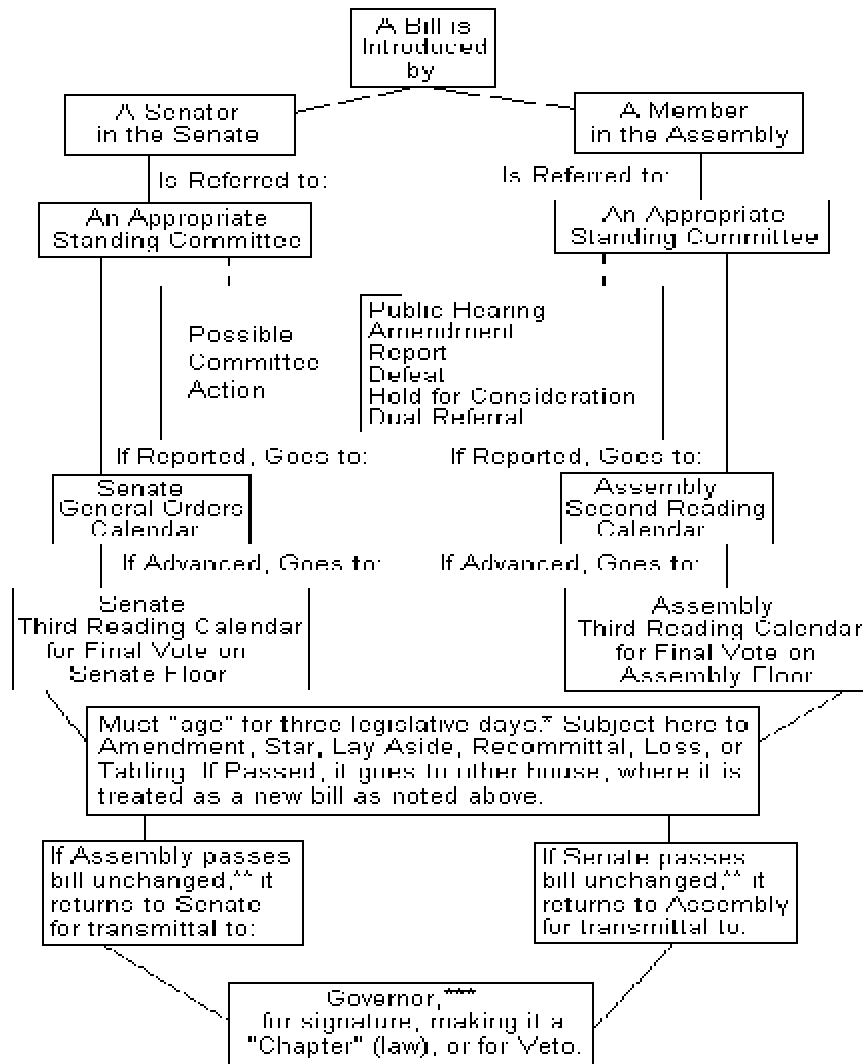 A Bill is
Introduced
by
A Senator
in the Senate
A Member
in the Assembly
Is Referred to:
Is Referred to:
An Appropriate
Standing Committee
An Appropriate
Standing Committee
Possible
Committee
Action
Public Hearing
Amendment
Report
Defeat
Hold for Consideration
Dual Referral
If Reported, Goes to:
If Reported, Goes to:
Senate
General Orders
Calendar
Assembly
Second Reading
Calendar
If Advanced, Goes to:
If Advanced, Goes to:
Senate
Third Reading Calendar
for Final Vote on
Senate Floor
Assembly
Third Reading Calendar
for Final Vote on
Assembly Floor
Must "age" for three legislative days.* Subject here to
Amendment, Star, Lay Aside, Recommittal, Loss, or
Tabling. If Passed, it goes to other house, where it is
treated as a new bill as noted above.
If Assembly passes
bill unchanged,** it
returns to Senate
for transmittal to:
If Senate passes
bill unchanged,** it
returns to Assembly
for transmittal to:
Governor,***
for signature, making it a
"Chapter" (law), or for Veto.